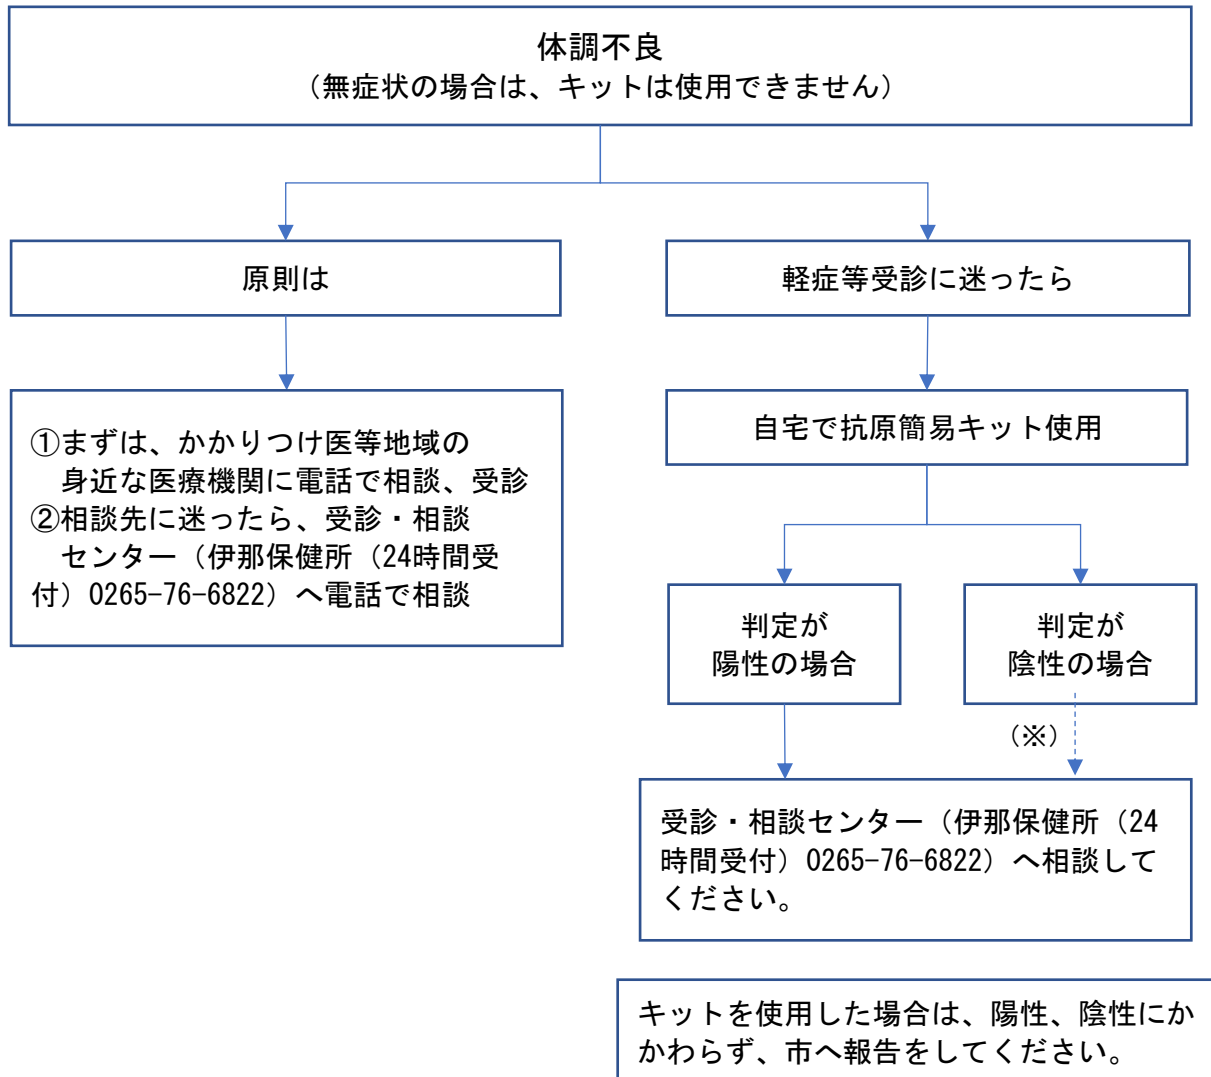 体調不良
（無症状の場合は、キットは使用できません）
原則は
軽症等受診に迷ったら
①まずは、かかりつけ医等地域の
身近な医療機関に電話で相談、受診
②相談先に迷ったら、受診・相談
センター（伊那保健所（24時間受
付）0265-76-6822）へ電話で相談
自宅で抗原簡易キット使用
判定が
陽性の場合
判定が
陰性の場合
（※）
受診・相談センター（伊那保健所（24
時間受付）0265-76-6822）へ相談して
ください。
キットを使用した場合は、陽性、陰性にか
かわらず、市へ報告をしてください。